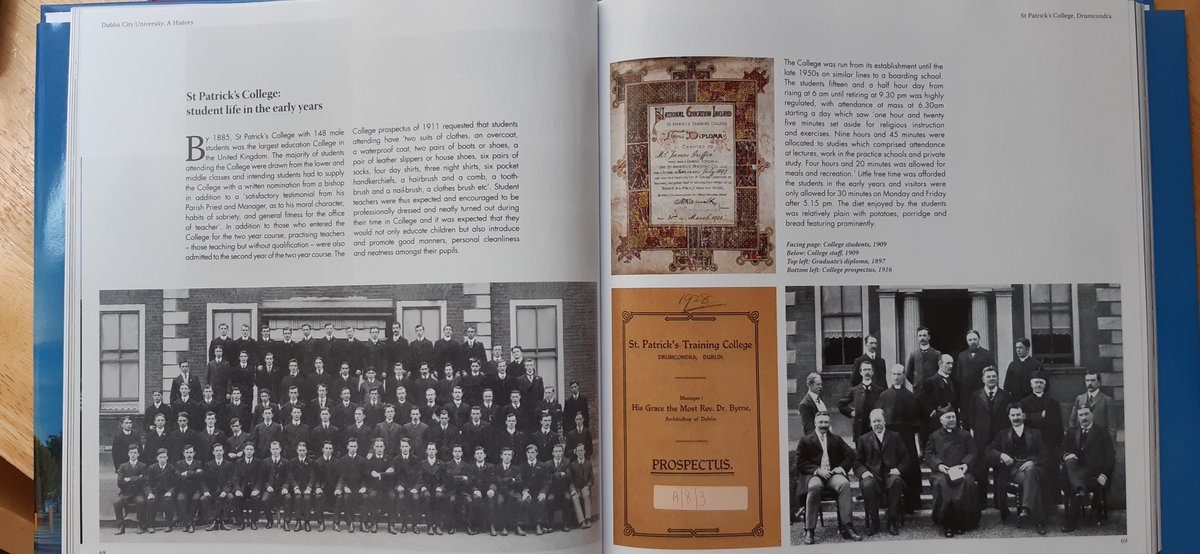 Dublin City University: A History
St Patrick's College:
student life in the early years
By 1885, St Patrick's College with 148 male
students was the largest education College in
the United Kingdom. The majority of students
attending the College were drawn from the lower and
middle classes and intending students had to supply
the College with a written nomination from a bishop
in addition to a 'satisfactory testimonial from his
Parish Priest and Manager, as to his moral character,
habits of sobriety, and general fitness for the office
of teacher'. In addition to those who entered the
College for the two year course, practising teachers
– those teaching but without qualification – were also
admitted to the second year of the two year course. The
College prospectus of 1911 requested that students
attending have 'two suits of clothes, an overcoat,
a waterproof coat, two pairs of boots or shoes, a
pair of leather slippers or house shoes, six pairs of
socks, four day shirts, three night shirts, six pocket
handkerchiefs, a hairbrush and a comb, a tooth-
brush and a nail-brush, a clothes brush etc'. Student
teachers were thus expected and encouraged to be
professionally dressed and neatly turned out during
their time in College and it was expected that they
would not only educate children but also introduce
and promote good manners, personal cleanliness
and neatness amongst their pupils.
68
St Patrick's College, Drumcondra
National Education Ireland
St Patrick's Training College
Diploma
Granted to
Mr. James Griffin
July 1897
March
1928
St. Patrick's Training College
DRUMCONDRA, DUBLIN.
Manager:
His Grace the Most Rev. Dr. Byrne,
Archbishop of Dublin.
PROSPECTUS.
A/8/3
The College was run from its establishment until the
late 1950s on similar lines to a boarding school.
The students fifteen and a half hour day from
rising at 6 am until retiring at 9.30 pm was highly
regulated, with attendance at mass at 6.30am
starting a day which saw 'one hour and twenty
five minutes set aside for religious instruction
and exercises. Nine hours and 45 minutes were
allocated to studies which comprised attendance
at lectures, work in the practice schools and private
study. Four hours and 20 minutes was allowed for
meals and recreation.' Little free time was afforded
the students in the early years and visitors were
only allowed for 30 minutes on Monday and Friday
after 5.15 pm. The diet enjoyed by the students
was relatively plain with potatoes, porridge and
bread featuring prominently.
Facing page: College students, 1909
Below: College staff, 1909
Top left: Graduate's diploma, 1897
Bottom left: College prospectus, 1916
69